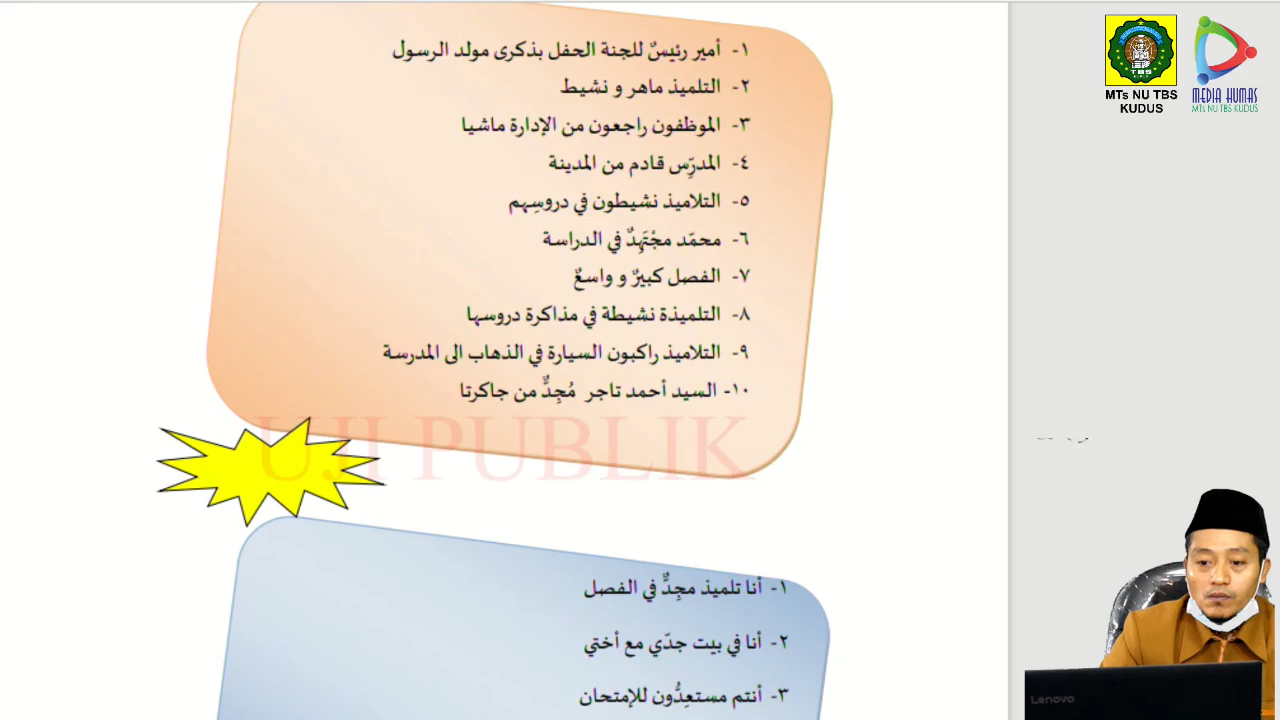 ١- أمير رئيسٌ للجنة الحفل بذكرى مولد الرسول
٢- التلميذ ماهر و نشيط
٣- الموظفون راجعون من الإدارة ماشيا
٤- المدرِّس قادم من المدينة
٥- التلاميذ نشيطون في دروسِهم
٦- محمّد مجْتَهِدٌ في الدراسة
٧- الفصل كبيرٌ و واسعٌ
٨- التلميذة نشيطة في مذاكرة دروسها
٩- التلاميذ راكبون السيارة في الذهاب الى المدرسة
١٠- السيد أحمد تاجر مُجِدٌّ من جاكرتا
UJI PUBLIK
١- أنا تلميذ مجِدٌّ في الفصل
٢- أنا في بيت جدّي مع أختي
٣- أنتم مستعِدُّون للإمتحان
TBS
MTs NU TBS
KUDUS
MEDIA HUMAS
MTS NU TBS KUDUS
Lenovo